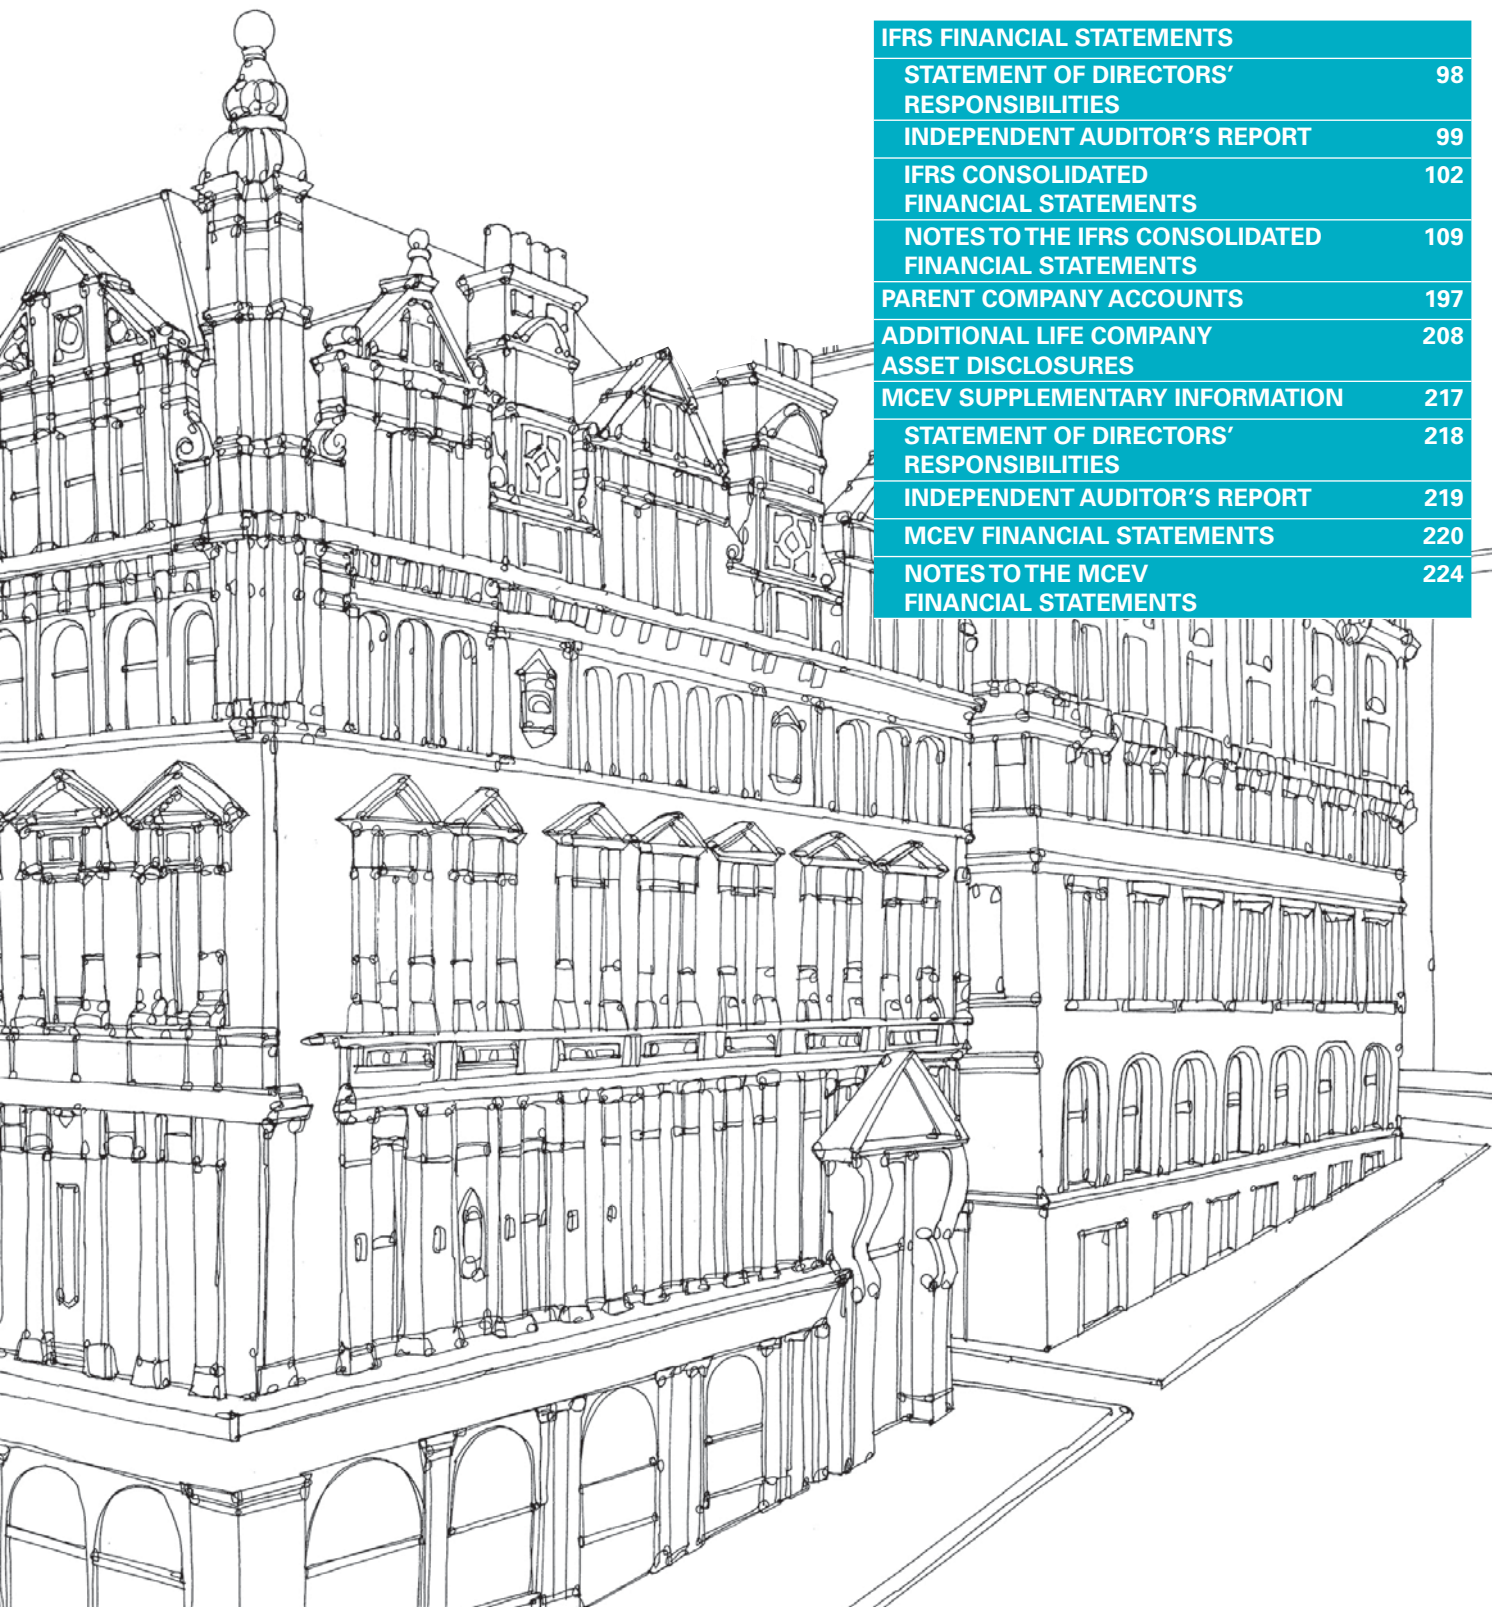 IFRS FINANCIAL STATEMENTS
STATEMENT OF DIRECTORS’ 98
RESPONSIBILITIES
INDEPENDENT AUDITOR’S REPORT 99
IFRS CONSOLIDATED 102
FINANCIAL STATEMENTS
NOTES TO THE IFRS CONSOLIDATED 109
FINANCIAL STATEMENTS
PARENT COMPANY ACCOUNTS 197
ADDITIONAL LIFE COMPANY 208
ASSET DISCLOSURES
MCEV SUPPLEMENTARY INFORMATION 217
STATEMENT OF DIRECTORS’ 218
RESPONSIBILITIES
INDEPENDENT AUDITOR’S REPORT 219
MCEV FINANCIAL STATEMENTS 220
NOTES TO THE MCEV 224
FINANCIAL STATEMENTS